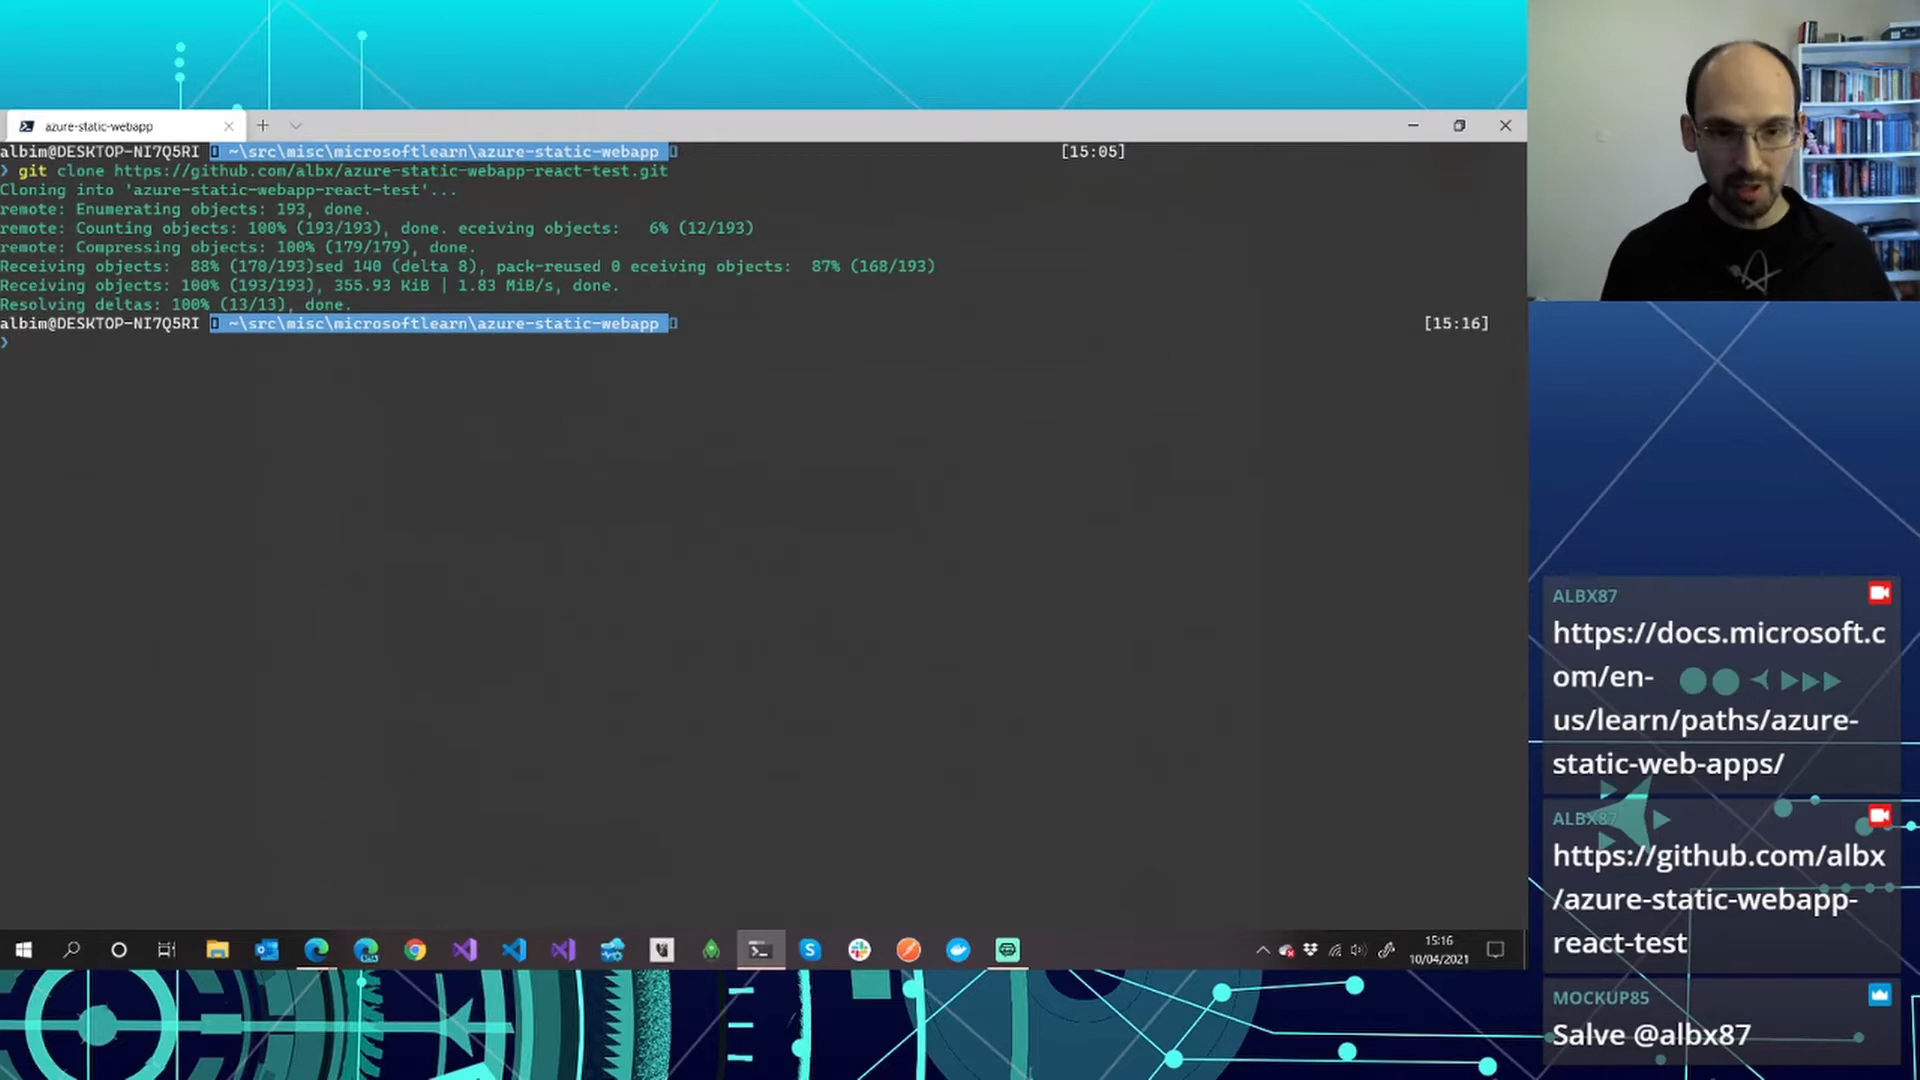 azure-static-webapp
albim@DESKTOP-NI7Q5RI ~\src\misc\microsoftlearn\azure-static-webapp [15:05]
❯ git clone https://github.com/albx/azure-static-webapp-react-test.git
Cloning into 'azure-static-webapp-react-test'...
remote: Enumerating objects: 193, done.
remote: Counting objects: 100% (193/193), done. eceiving objects:   6% (12/193)
remote: Compressing objects: 100% (179/179), done.
Receiving objects:  88% (170/193)sed 140 (delta 8), pack-reused 0 eceiving objects:  87% (168/193)
Receiving objects: 100% (193/193), 355.93 KiB | 1.83 MiB/s, done.
Resolving deltas: 100% (13/13), done.
albim@DESKTOP-NI7Q5RI ~\src\misc\microsoftlearn\azure-static-webapp [15:16]
❯
15:16
10/04/2021
ALBX87
https://docs.microsoft.c
om/en-
us/learn/paths/azure-
static-web-apps/
ALBX87
https://github.com/albx
/azure-static-webapp-
react-test
MOCKUP85
Salve @albx87